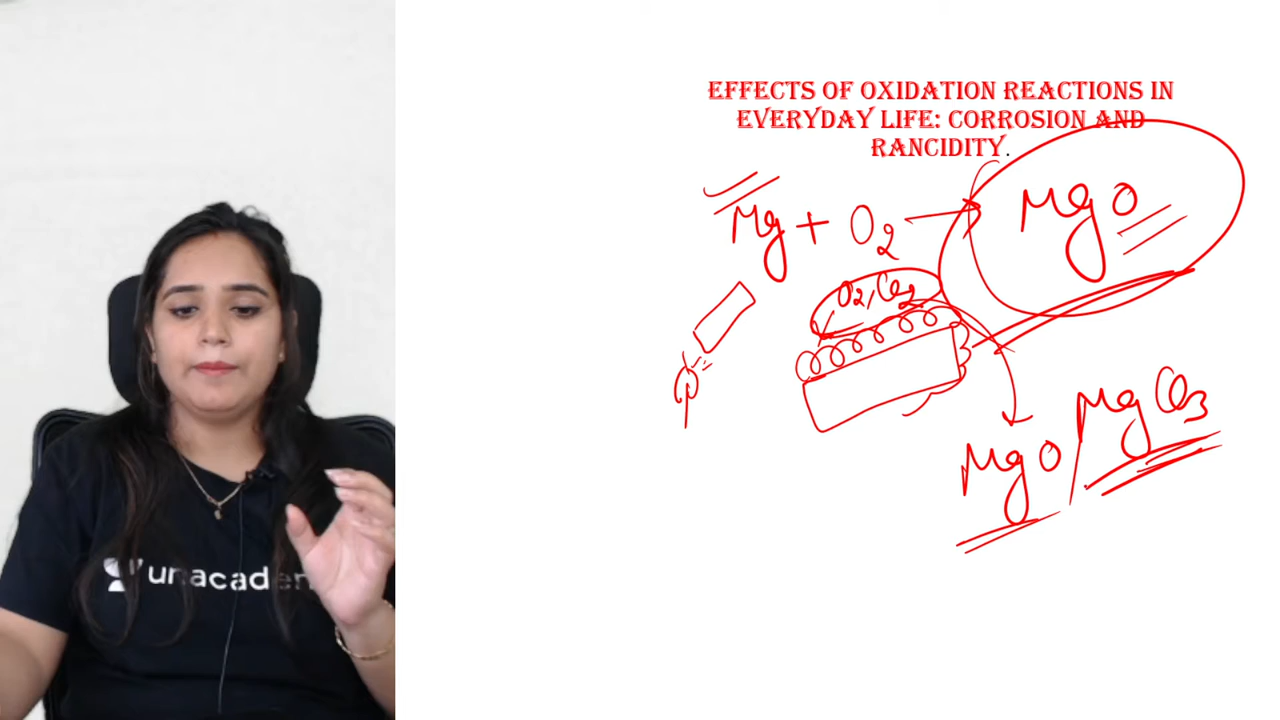 EFFECTS OF OXIDATION REACTIONS IN
EVERYDAY LIFE: CORROSION AND
RANCIDITY.
Mg + O2 → MgO
O2, CO2
MgO / MgCO3
unacadem